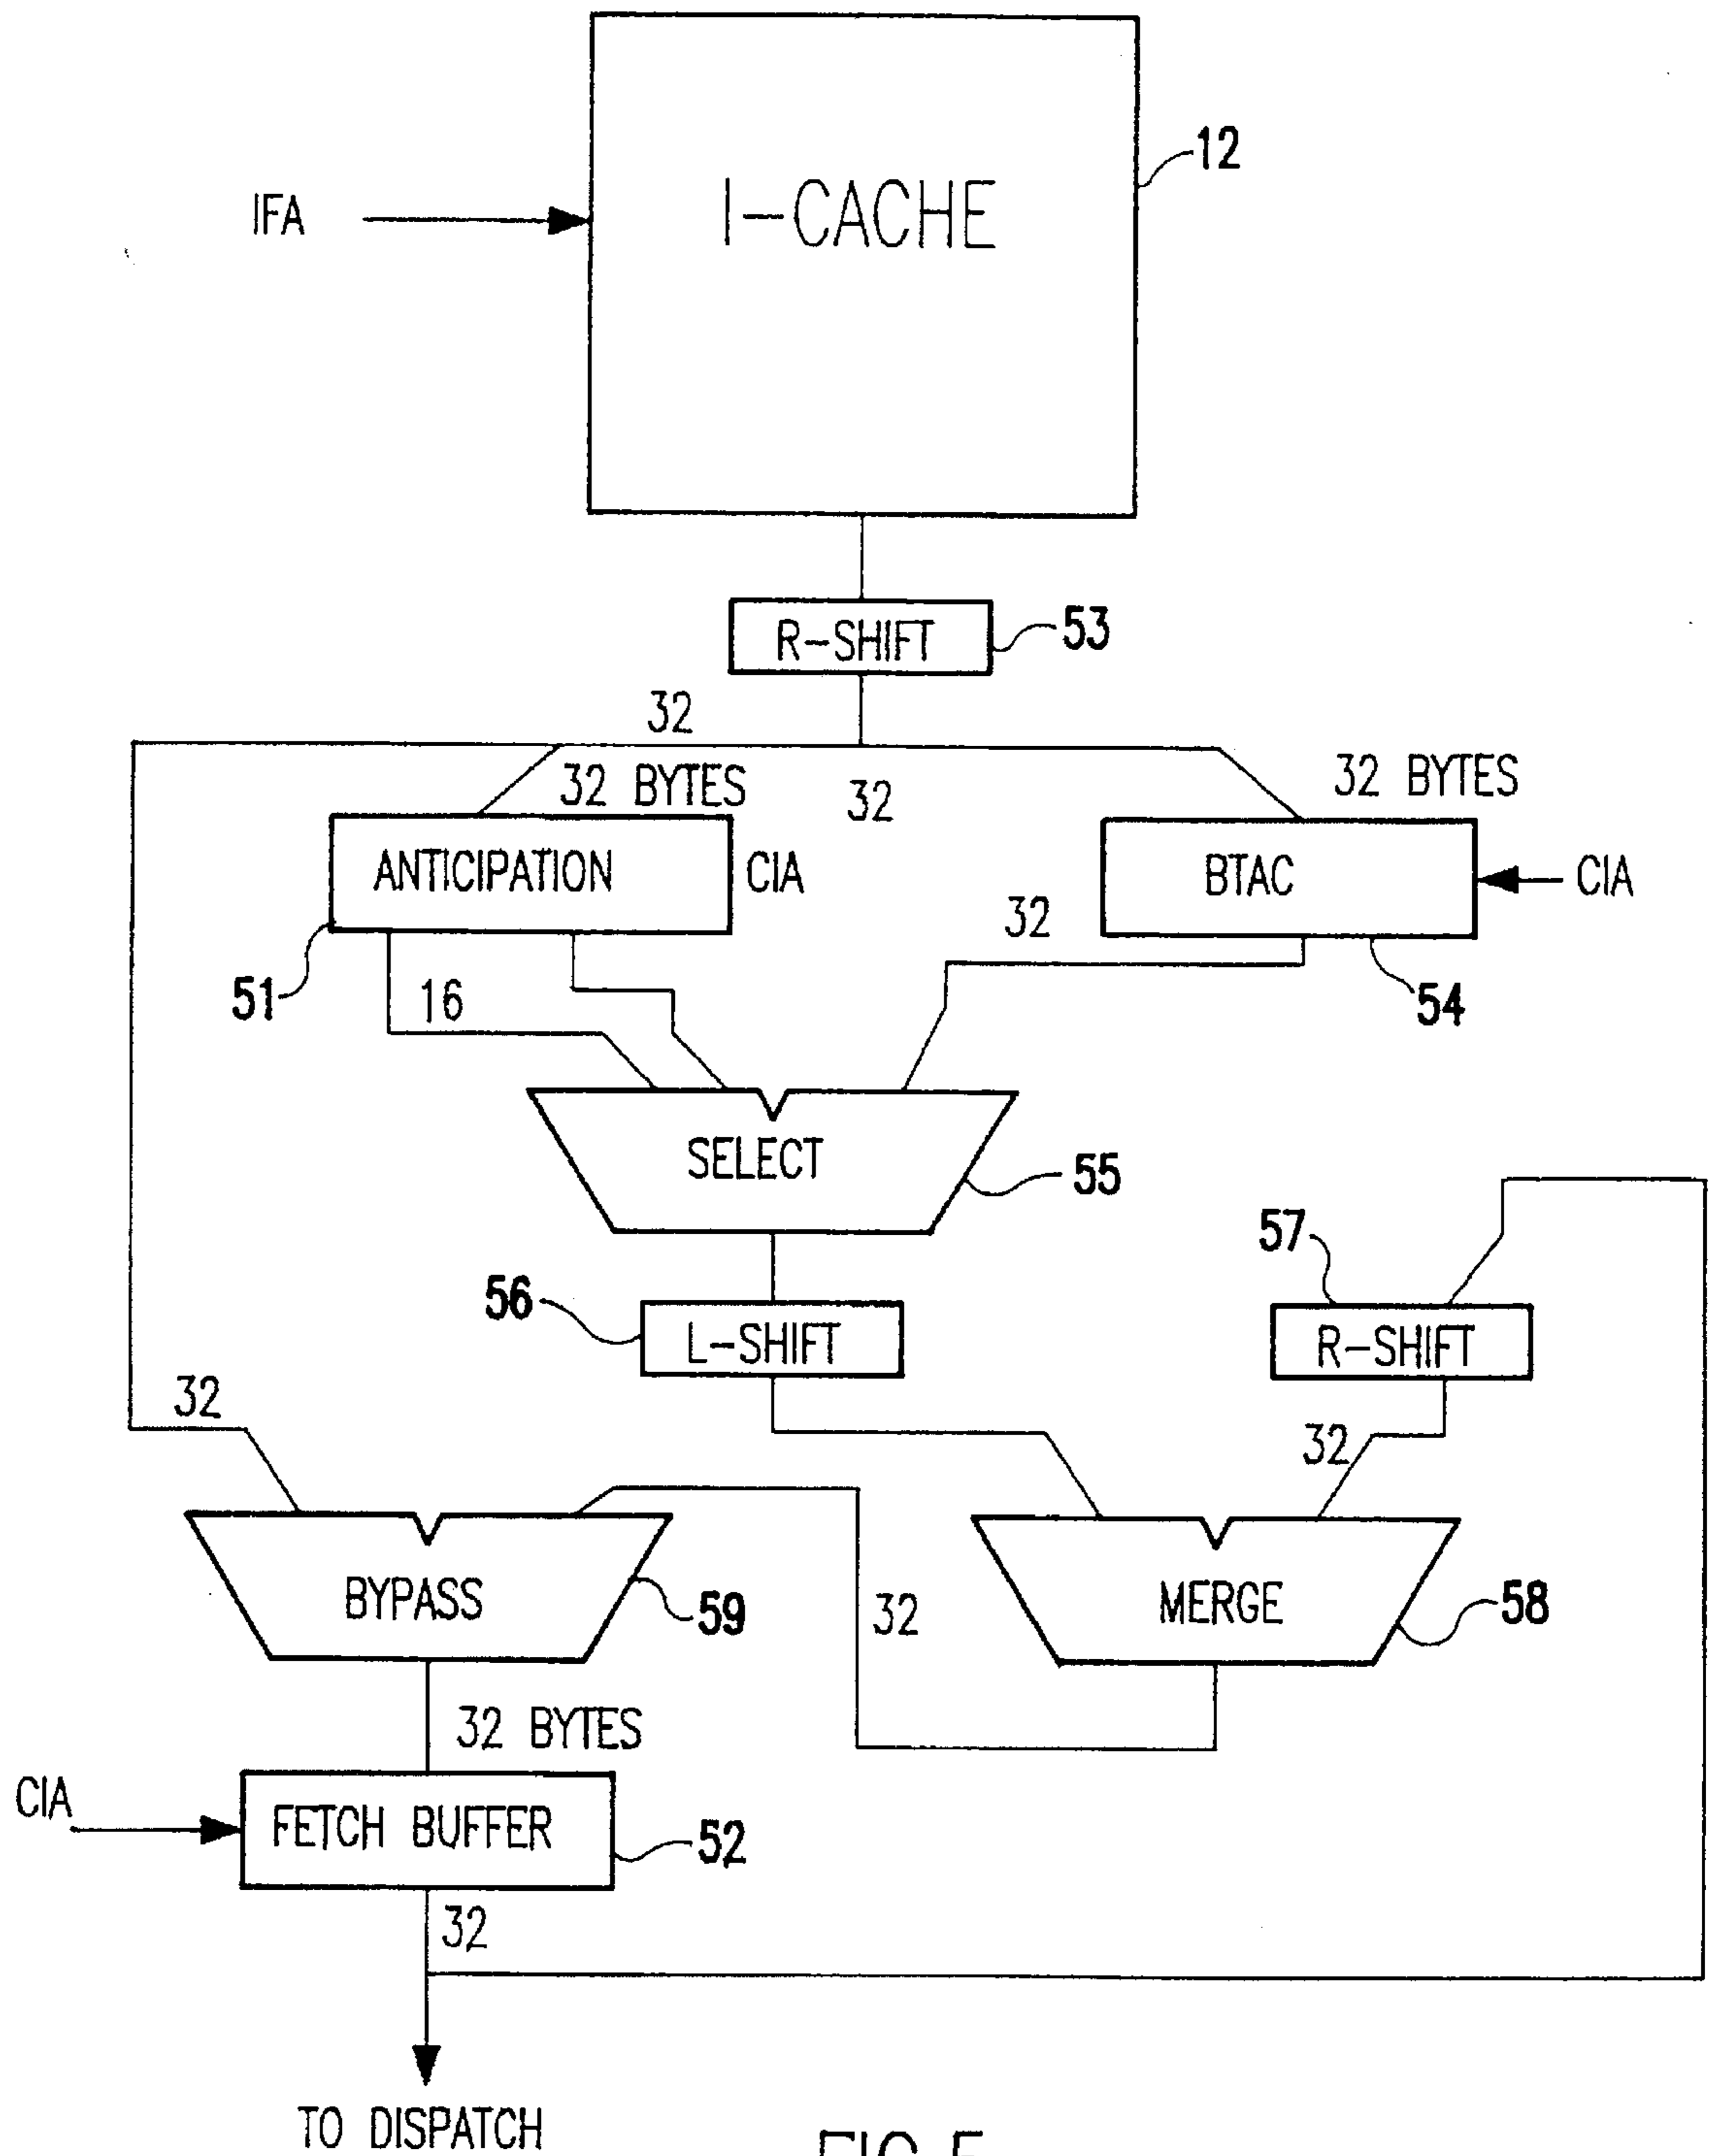 12
IFA
I-CACHE
R-SHIFT
53
32
32 BYTES
32
32 BYTES
ANTICIPATION
CIA
BTAC
CIA
32
51
16
54
SELECT
55
57
56
L-SHIFT
R-SHIFT
32
32
BYPASS
59
32
MERGE
58
32 BYTES
CIA
FETCH BUFFER
52
32
TO DISPATCH
FIG.5